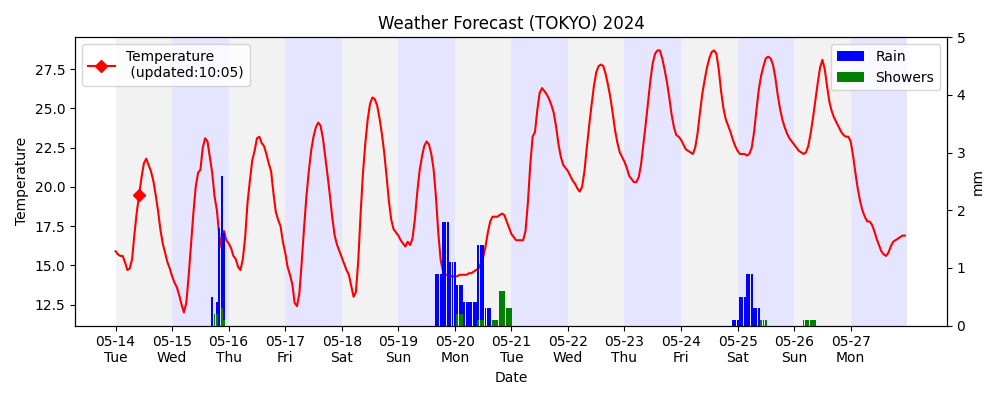 Weather Forecast (TOKYO) 2024
Temperature
(updated:10:05)
Rain
Showers
Temperature
27.5
25.0
22.5
20.0
17.5
15.0
12.5
5
4
3
2
1
0
mm
05-14 05-15 05-16 05-17 05-18 05-19 05-20 05-21 05-22 05-23 05-24 05-25 05-26 05-27
Tue Wed Thu Fri Sat Sun Mon Tue Wed Thu Fri Sat Sun Mon
Date